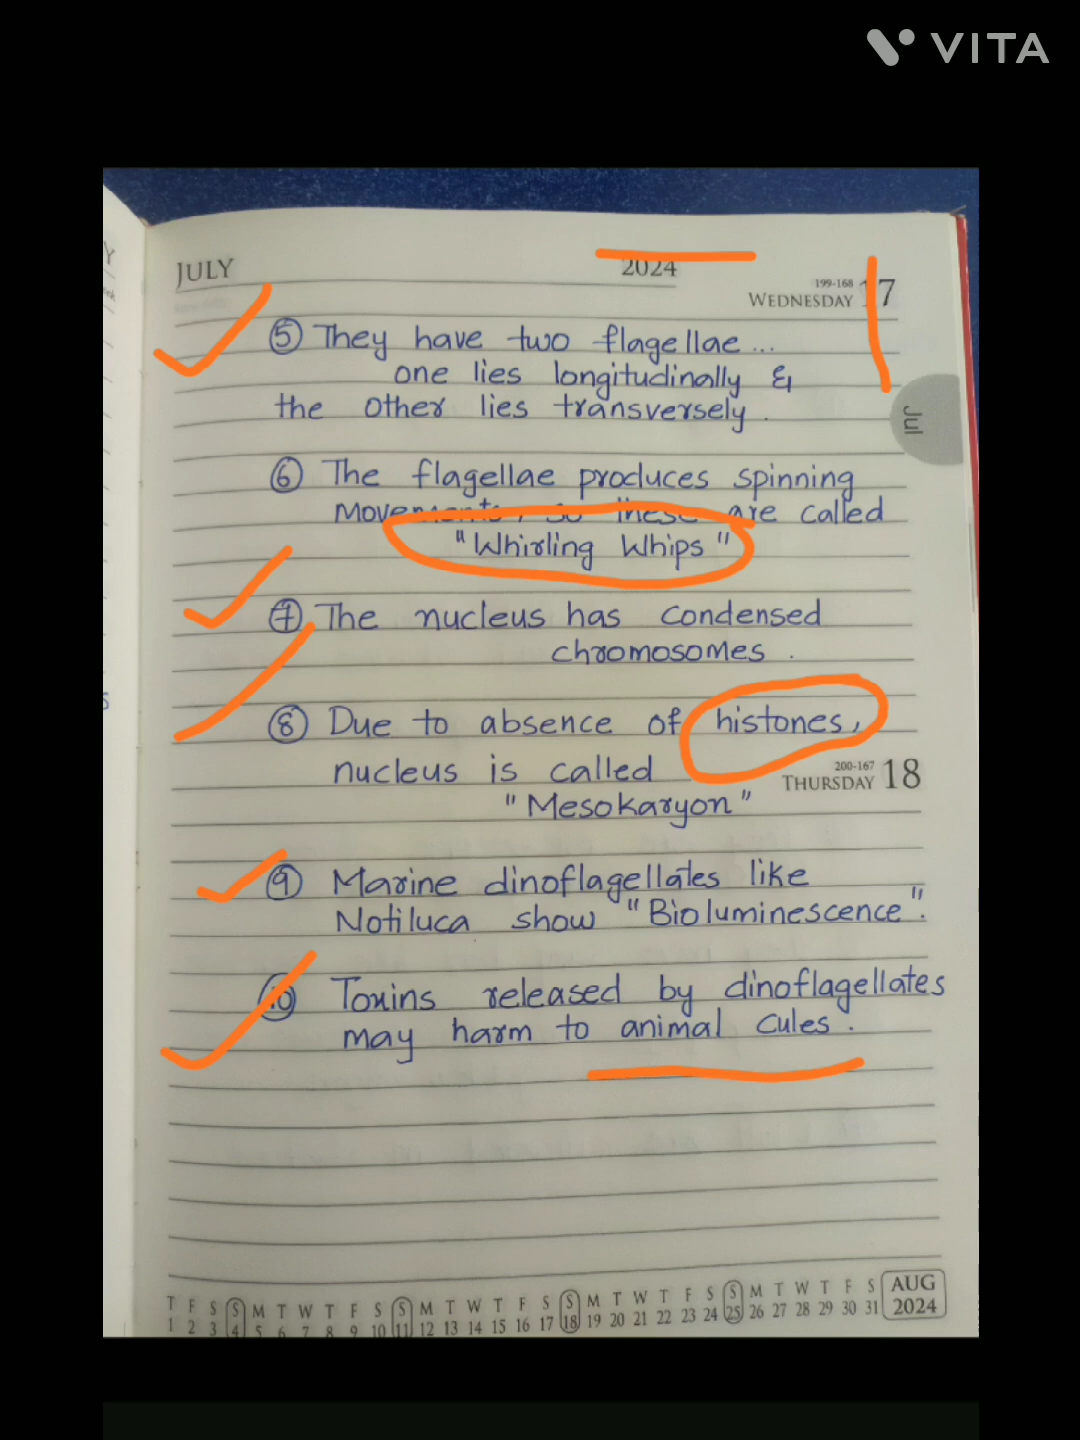 VITA
JULY
2024
199-168
WEDNESDAY 17
⑤ They have two flagellae...
one lies longitudinally &
the other lies transversely.
Jul
⑥ The flagellae produces spinning
movements, so these are called
"Whirling Whips"
⑦ The nucleus has condensed
chromosomes.
⑧ Due to absence of histones,
nucleus is called
200-167
THURSDAY 18
"Mesokaryon"
⑨ Marine dinoflagellates like
Notiluca show "Bioluminescence".
⑩ Toxins released by dinoflagellates
may harm to animal cules.
T F S S M T W T F S S M T W T F S S M T W T F S S M T W T F S AUG
1 2 3 4 5 6 7 8 9 10 11 12 13 14 15 16 17 18 19 20 21 22 23 24 25 26 27 28 29 30 31 2024